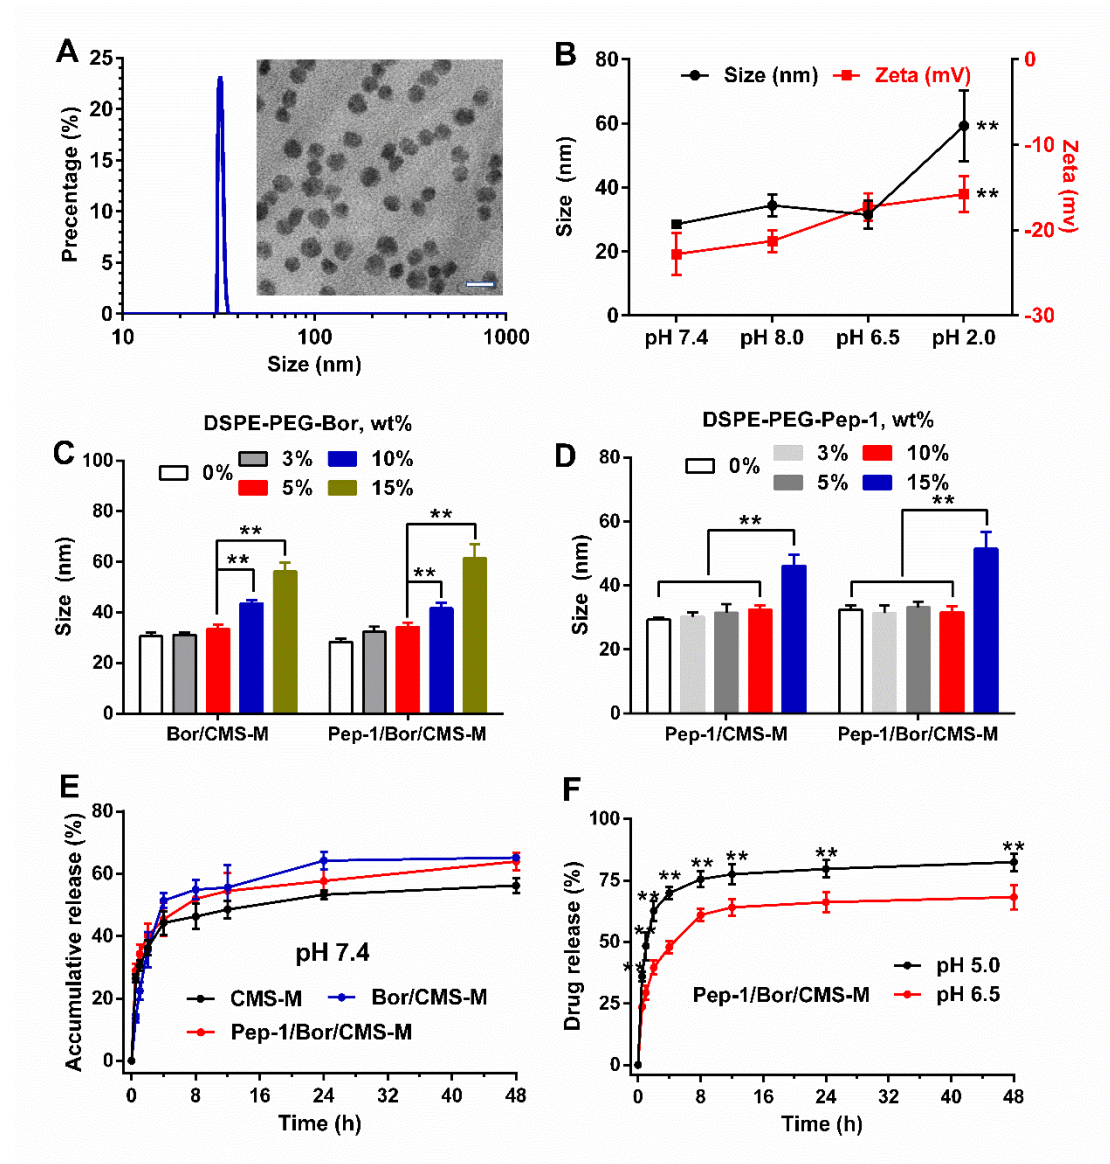 A
25
20
15
10
5
0
Precentage (%)
10
100
1000
Size (nm)
B
Size (nm)
Zeta (mV)
80
60
40
20
0
Size (nm)
0
-10
-20
-30
Zeta (mv)
**
**
pH 7.4
pH 8.0
pH 6.5
pH 2.0
C
DSPE-PEG-Bor, wt%
0%
3%
10%
5%
15%
100
80
60
40
20
0
Size (nm)
**
**
**
**
Bor/CMS-M
Pep-1/Bor/CMS-M
D
DSPE-PEG-Pep-1, wt%
0%
3%
10%
5%
15%
80
60
40
20
0
Size (nm)
**
**
Pep-1/CMS-M
Pep-1/Bor/CMS-M
E
80
60
40
20
0
Accumulative release (%)
pH 7.4
CMS-M
Bor/CMS-M
Pep-1/Bor/CMS-M
0
8
16
24
32
40
48
Time (h)
F
100
75
50
25
0
Drug release (%)
**
**
**
**
**
**
**
**
pH 5.0
Pep-1/Bor/CMS-M
pH 6.5
0
8
16
24
32
40
48
Time (h)